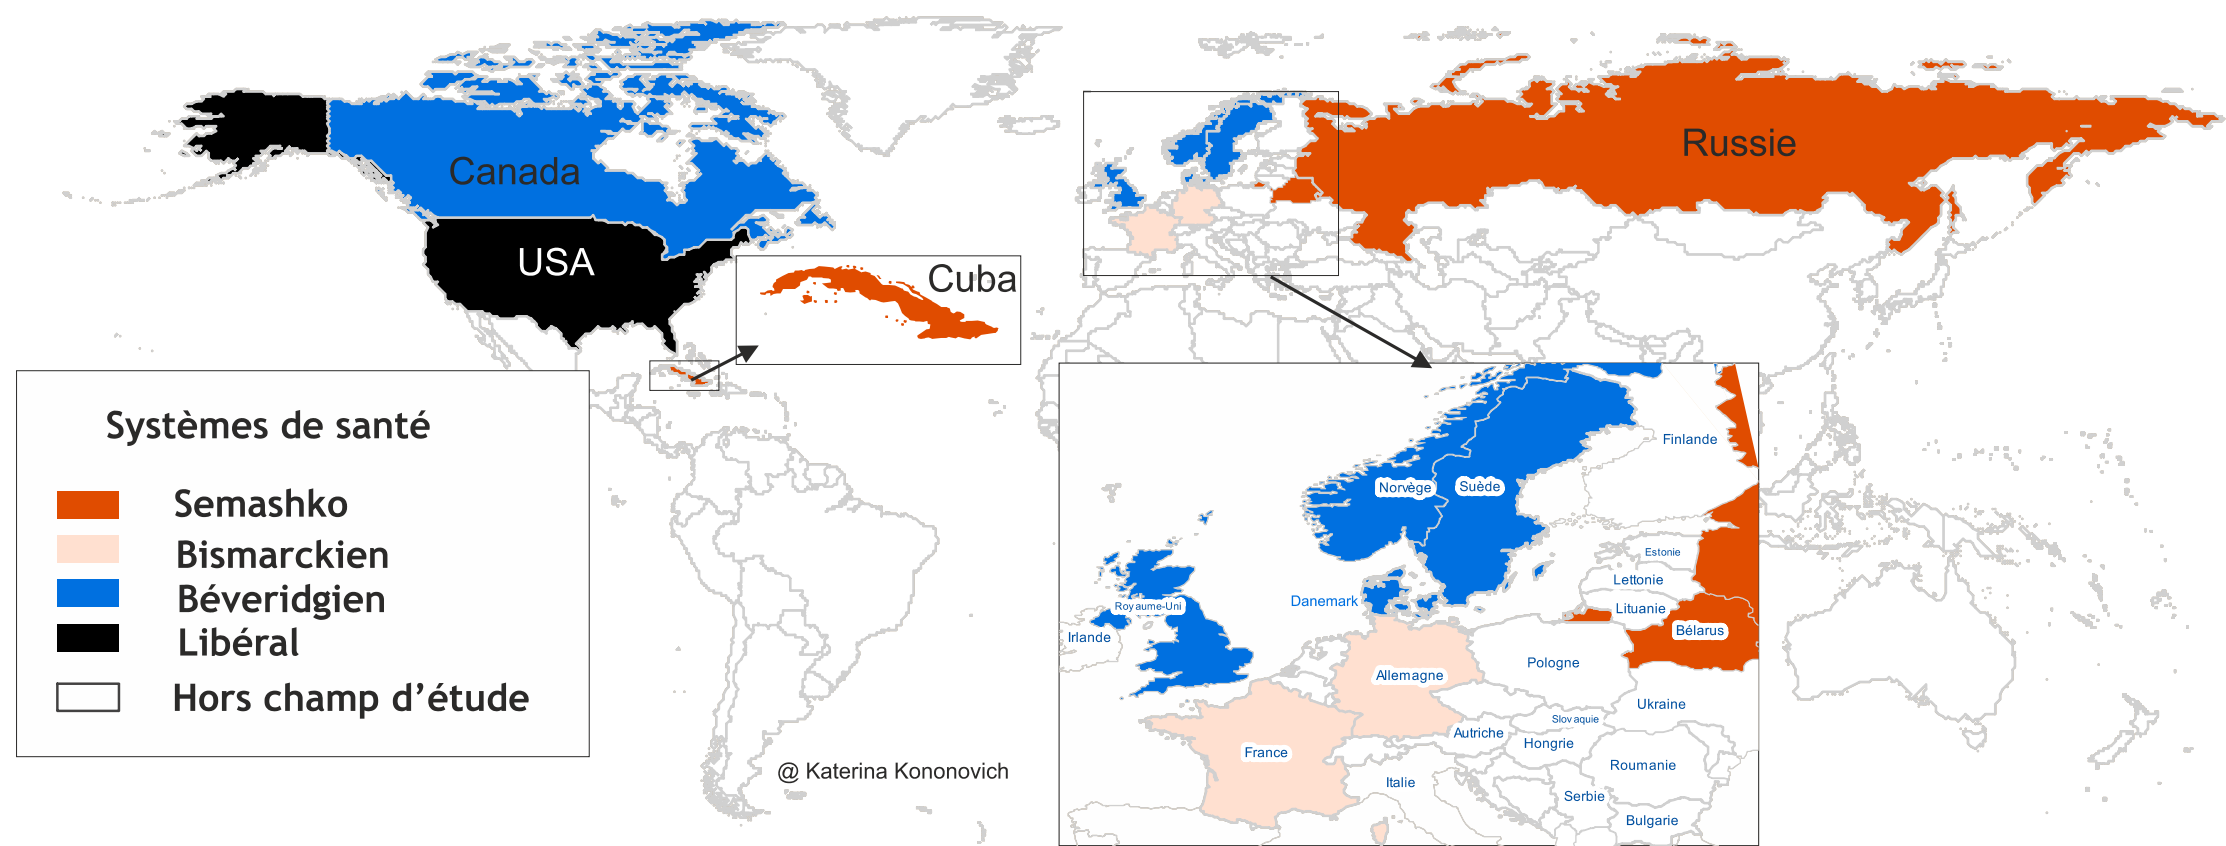 Canada
USA
Cuba
Russie
Systèmes de santé
Semashko
Bismarckien
Béveridgien
Libéral
Hors champ d’étude
@ Katerina Kononovich
Finlande
Norvège
Suède
Estonie
Lettonie
Danemark
Royaume-Uni
Lituanie
Irlande
Bélarus
Pologne
Allemagne
Ukraine
Slovaquie
Autriche
Hongrie
France
Roumanie
Italie
Serbie
Bulgarie